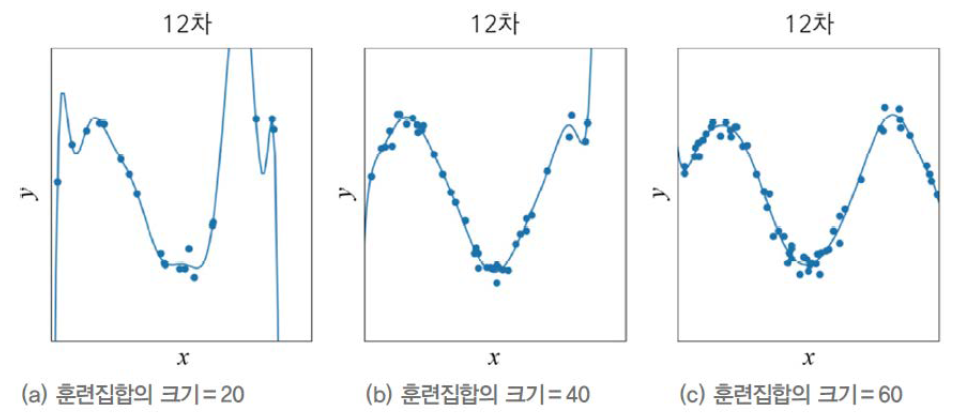 12차 12차 12차
y y y
x x x
(a) 훈련집합의 크기=20 (b) 훈련집합의 크기=40 (c) 훈련집합의 크기=60